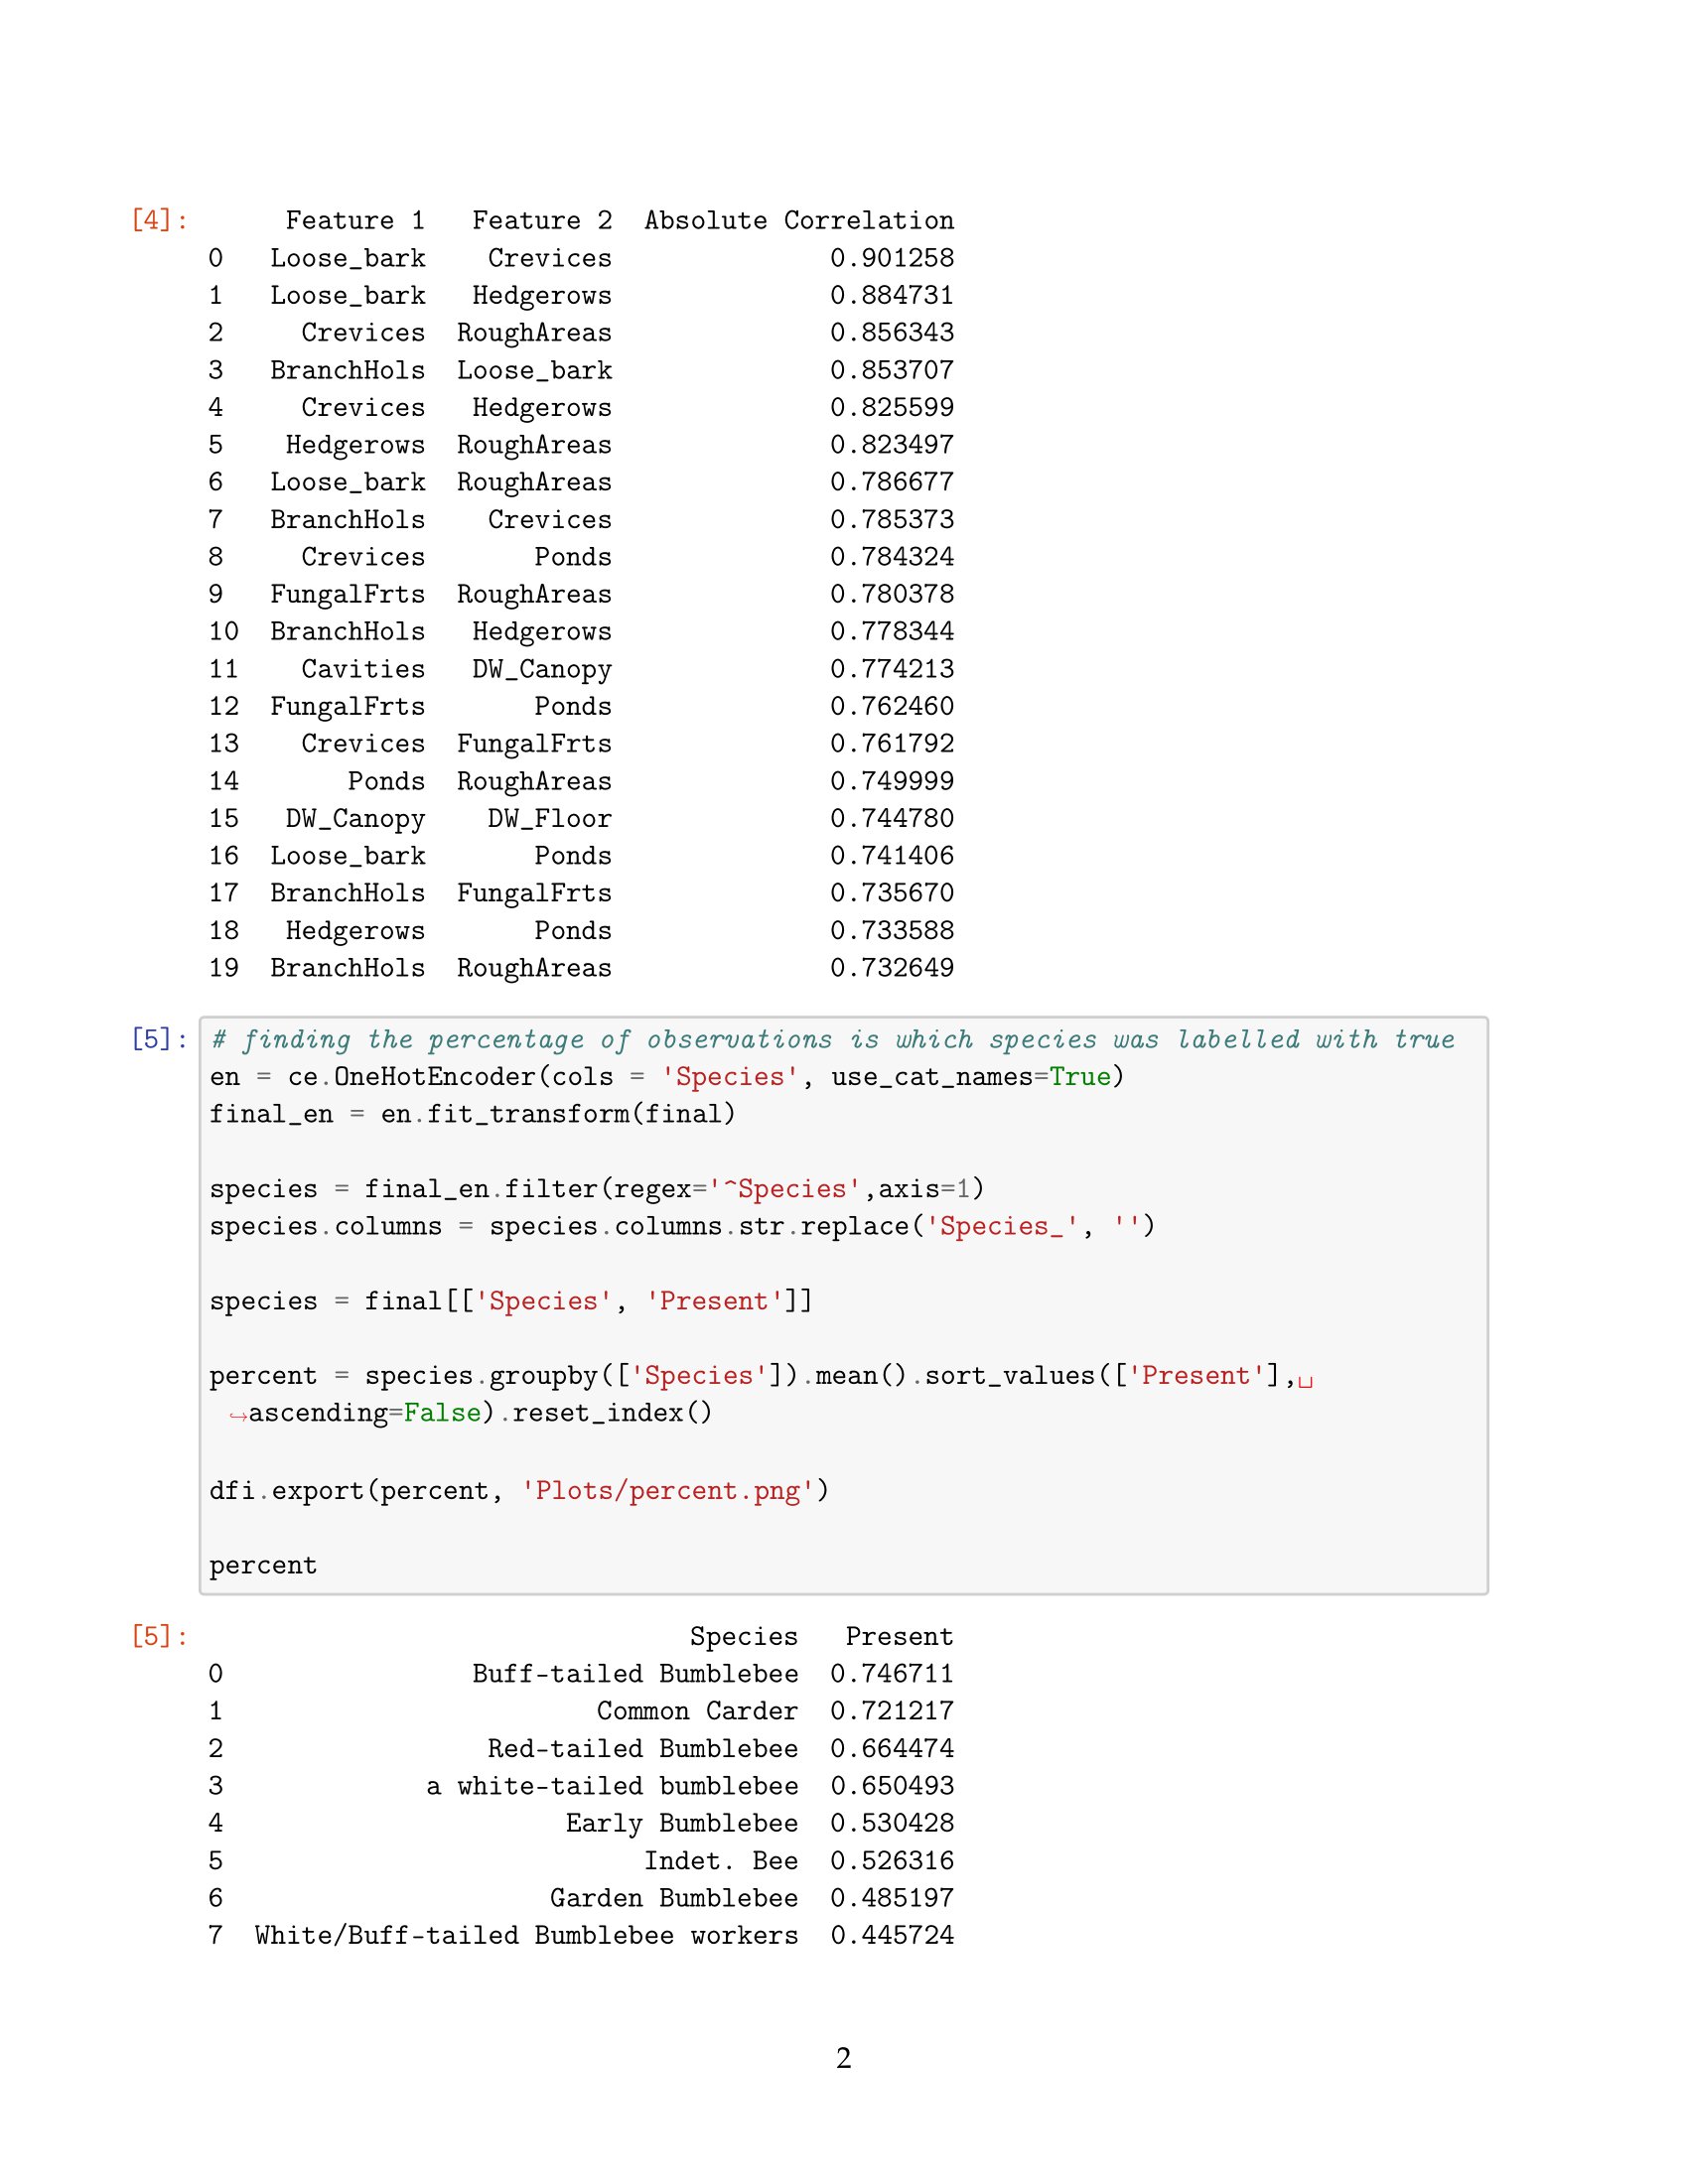 [4]: Feature 1 Feature 2 Absolute Correlation
0 Loose_bark Crevices 0.901258
1 Loose_bark Hedgerows 0.884731
2 Crevices RoughAreas 0.856343
3 BranchHols Loose_bark 0.853707
4 Crevices Hedgerows 0.825599
5 Hedgerows RoughAreas 0.823497
6 Loose_bark RoughAreas 0.786677
7 BranchHols Crevices 0.785373
8 Crevices Ponds 0.784324
9 FungalFrts RoughAreas 0.780378
10 BranchHols Hedgerows 0.778344
11 Cavities DW_Canopy 0.774213
12 FungalFrts Ponds 0.762460
13 Crevices FungalFrts 0.761792
14 Ponds RoughAreas 0.749999
15 DW_Canopy DW_Floor 0.744780
16 Loose_bark Ponds 0.741406
17 BranchHols FungalFrts 0.735670
18 Hedgerows Ponds 0.733588
19 BranchHols RoughAreas 0.732649
[5]: # finding the percentage of observations is which species was labelled with true
en = ce.OneHotEncoder(cols = 'Species', use_cat_names=True)
final_en = en.fit_transform(final)
species = final_en.filter(regex='^Species',axis=1)
species.columns = species.columns.str.replace('Species_', '')
species = final[['Species', 'Present']]
percent = species.groupby(['Species']).mean().sort_values(['Present'],␣
↪ascending=False).reset_index()
dfi.export(percent, 'Plots/percent.png')
percent
[5]: Species Present
0 Buff-tailed Bumblebee 0.746711
1 Common Carder 0.721217
2 Red-tailed Bumblebee 0.664474
3 a white-tailed bumblebee 0.650493
4 Early Bumblebee 0.530428
5 Indet. Bee 0.526316
6 Garden Bumblebee 0.485197
7 White/Buff-tailed Bumblebee workers 0.445724
2